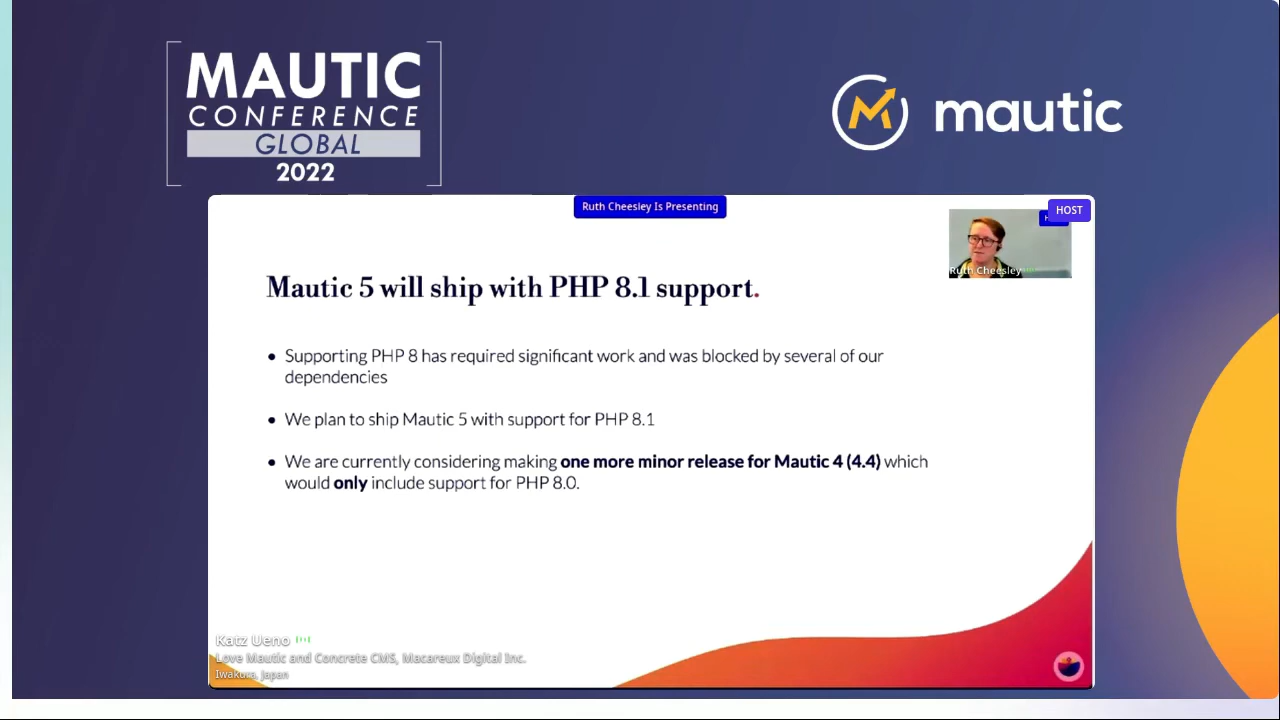 MAUTIC
CONFERENCE
GLOBAL
2022
mautic
Ruth Cheesley Is Presenting
HOST
Ruth Cheesley
Mautic 5 will ship with PHP 8.1 support.
• Supporting PHP 8 has required significant work and was blocked by several of our
dependencies
• We plan to ship Mautic 5 with support for PHP 8.1
• We are currently considering making one more minor release for Mautic 4 (4.4) which
would only include support for PHP 8.0.
Katz Ueno
Love Mautic and Concrete CMS, Macareux Digital Inc.
Iwakura, Japan